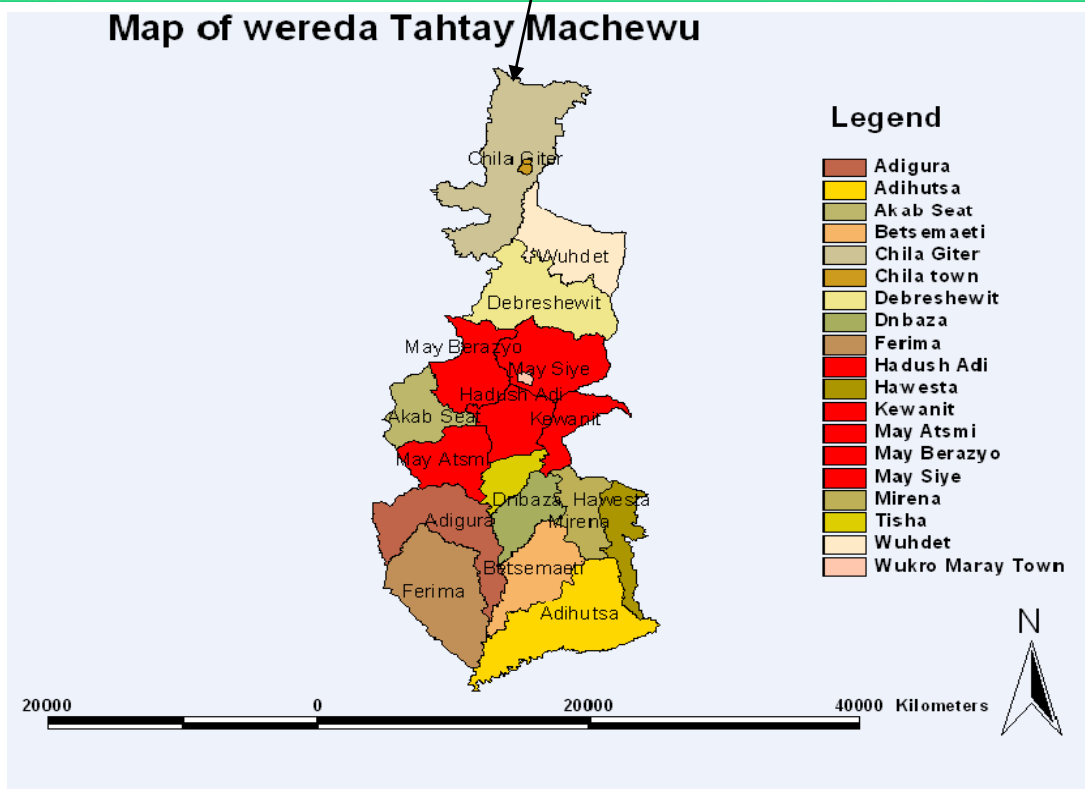 Map of wereda Tahtay Machewu
Legend
Adigura
Adihutsa
Akab Seat
Betsemaeti
Chila Giter
Chila town
Debreshewit
Dnbaza
Ferima
Hadush Adi
Hawesta
Kewanit
May Atsmi
May Berazyo
May Siye
Mirena
Tisha
Wuhdet
Wukro Maray Town
Chila Giter
Wuhdet
Debreshewit
May Berazyo
May Siye
Hadush Adi
Akab Seat
Kewanit
May Atsmi
Dnbaza
Hawesta
Adigura
Mirena
Betsemaeti
Ferima
Adihutsa
N
20000 0 20000 40000 Kilometers